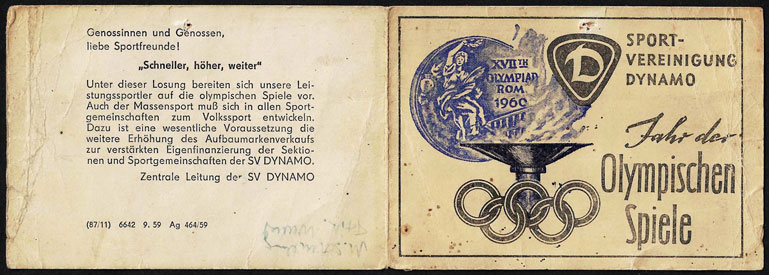 Genossinnen und Genossen,
liebe Sportfreunde!
„Schneller, höher, weiter"
Unter dieser Losung bereiten sich unsere Lei-
stungssportler auf die olympischen Spiele vor.
Auch der Massensport muß sich in allen Sport-
gemeinschaften zum Volkssport entwickeln.
Dazu ist eine wesentliche Voraussetzung die
weitere Erhöhung des Aufbaumarkenverkaufs
zur verstärkten Eigenfinanzierung der Sektio-
nen und Sportgemeinschaften der SV DYNAMO.
Zentrale Leitung der SV DYNAMO
(87/11) 6642 9. 59 Ag 464/59
XVIITH
OLYMPIAD
ROM
1960
D
SPORT-
VEREINIGUNG
DYNAMO
Jahr der
Olympischen
Spiele